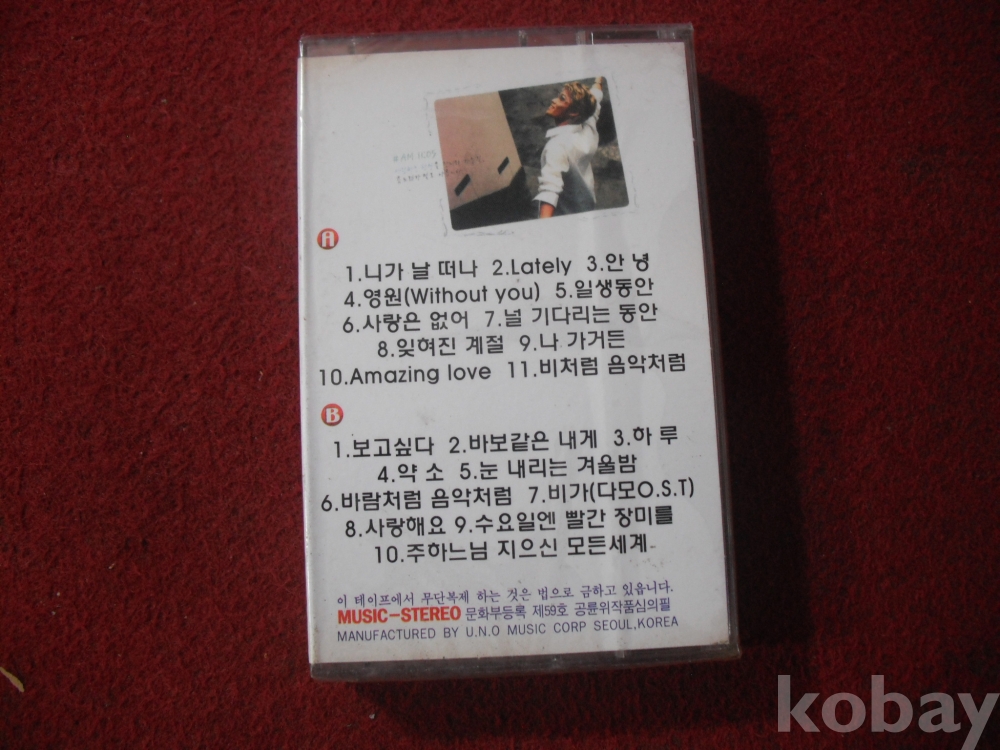 A
1.니가 날 떠나 2.Lately 3.안 녕
4.영원(Without you) 5.일생동안
6.사랑은 없어 7.널 기다리는 동안
8.잊혀진 계절 9.나 가거든
10.Amazing love 11.비처럼 음악처럼
B
1.보고싶다 2.바보같은 내게 3.하 루
4.약 소 5.눈 내리는 겨울밤
6.바람처럼 음악처럼 7.비가(다모O.S.T)
8.사랑해요 9.수요일엔 빨간 장미를
10.주하느님 지으신 모든세계
이 테이프에서 무단복제 하는 것은 법으로 금하고 있읍니다.
MUSIC-STEREO 문화부등록 제59호 공륜위작품심의필
MANUFACTURED BY U.N.O MUSIC CORP SEOUL,KOREA
kobay